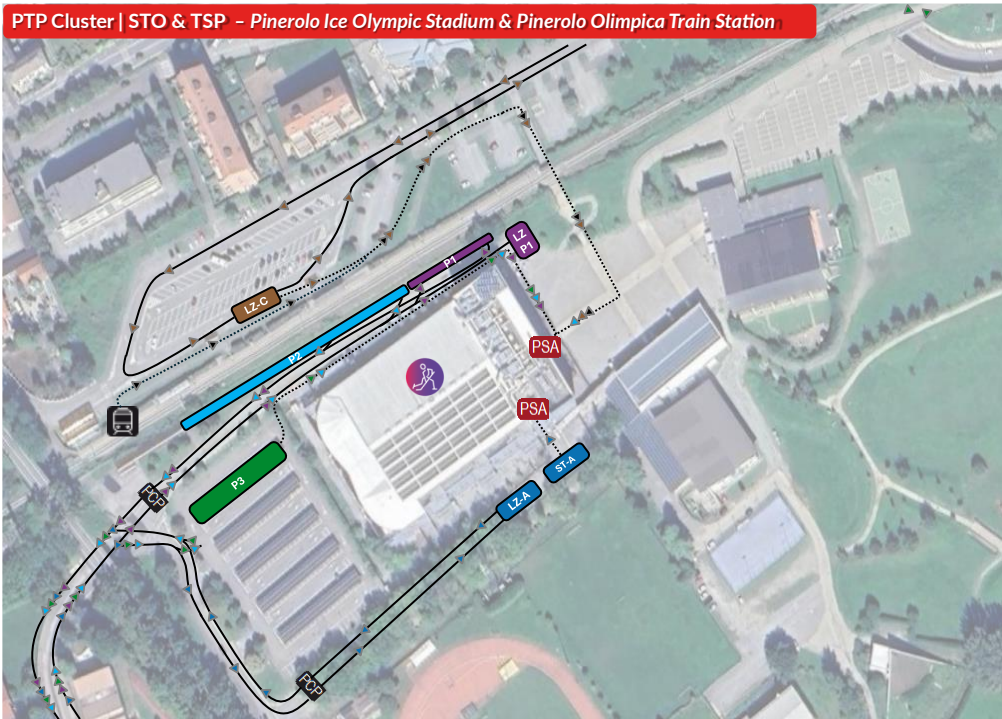 PTP Cluster | STO & TSP – Pinerolo Ice Olympic Stadium & Pinerolo Olimpica Train Station
LZ
P1
P1
LZ-C
P2
PSA
PSA
ST-A
P3
LZ-A
PCP
PCP